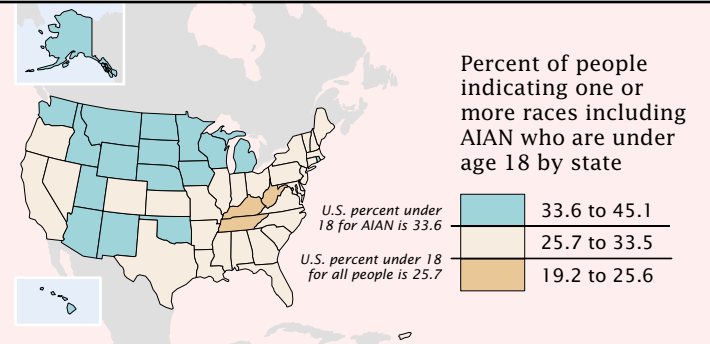 Percent of people
indicating one or
more races including
AIAN who are under
age 18 by state
U.S. percent under
18 for AIAN is 33.6
33.6 to 45.1
25.7 to 33.5
U.S. percent under 18
for all people is 25.7
19.2 to 25.6